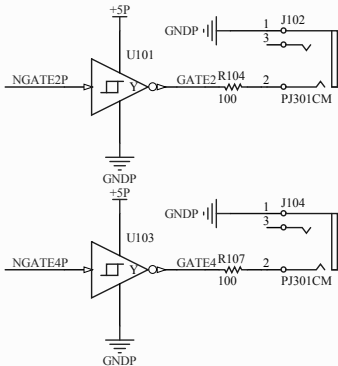 +5P
U101
1 J102
GNDP
3
NGATE2P Y GATE2 R104 2
100 PJ301CM
GNDP
+5P
U103
1 J104
GNDP
3
NGATE4P Y GATE4 R107 2
100 PJ301CM
GNDP